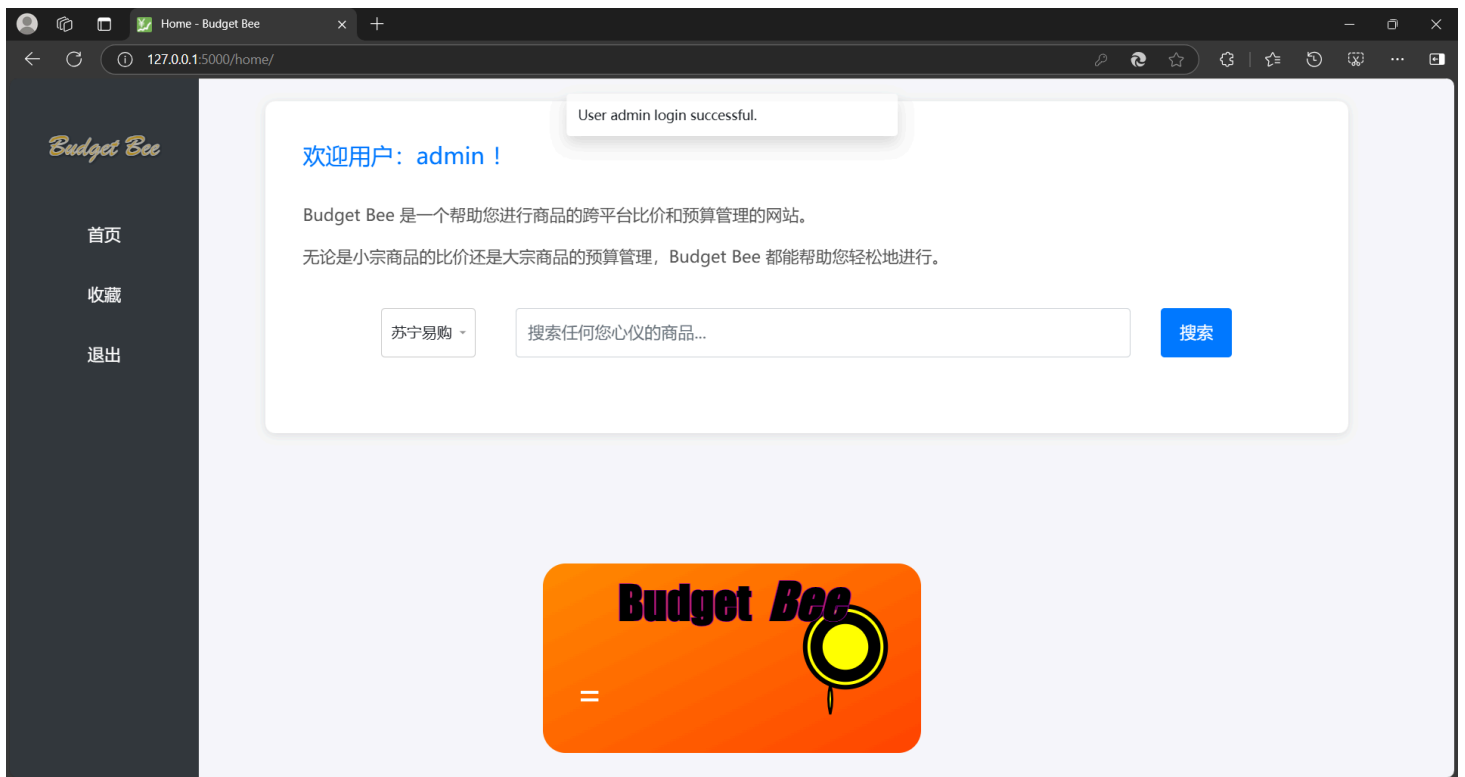 Home - Budget Bee
127.0.0.1:5000/home/
User admin login successful.
Budget Bee
首页
收藏
退出
欢迎用户：admin！
Budget Bee 是一个帮助您进行商品的跨平台比价和预算管理的网站。
无论是小宗商品的比价还是大宗商品的预算管理，Budget Bee 都能帮助您轻松地进行。
苏宁易购
搜索任何您心仪的商品...
搜索
Budget Bee
=